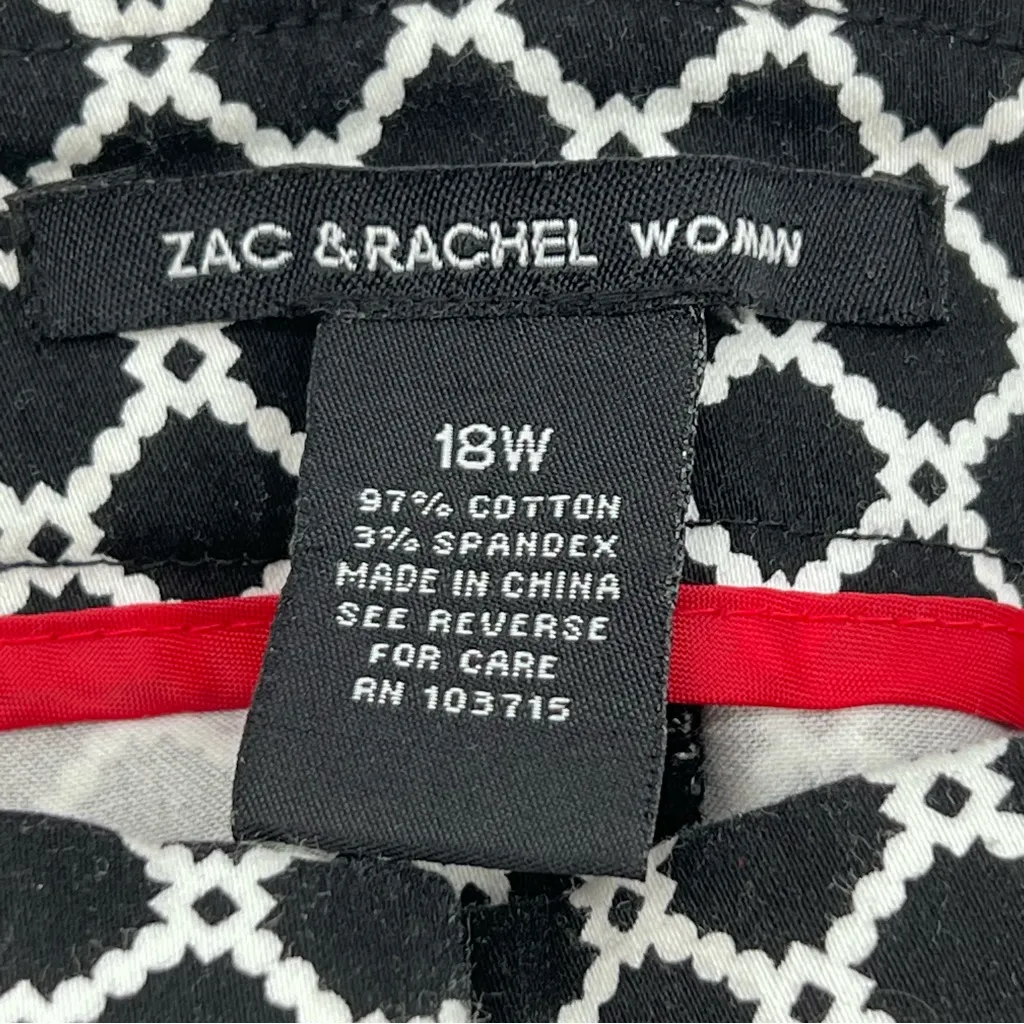 ZAC & RACHEL WOMAN
18W
97% COTTON
3% SPANDEX
MADE IN CHINA
SEE REVERSE
FOR CARE
RN 103715